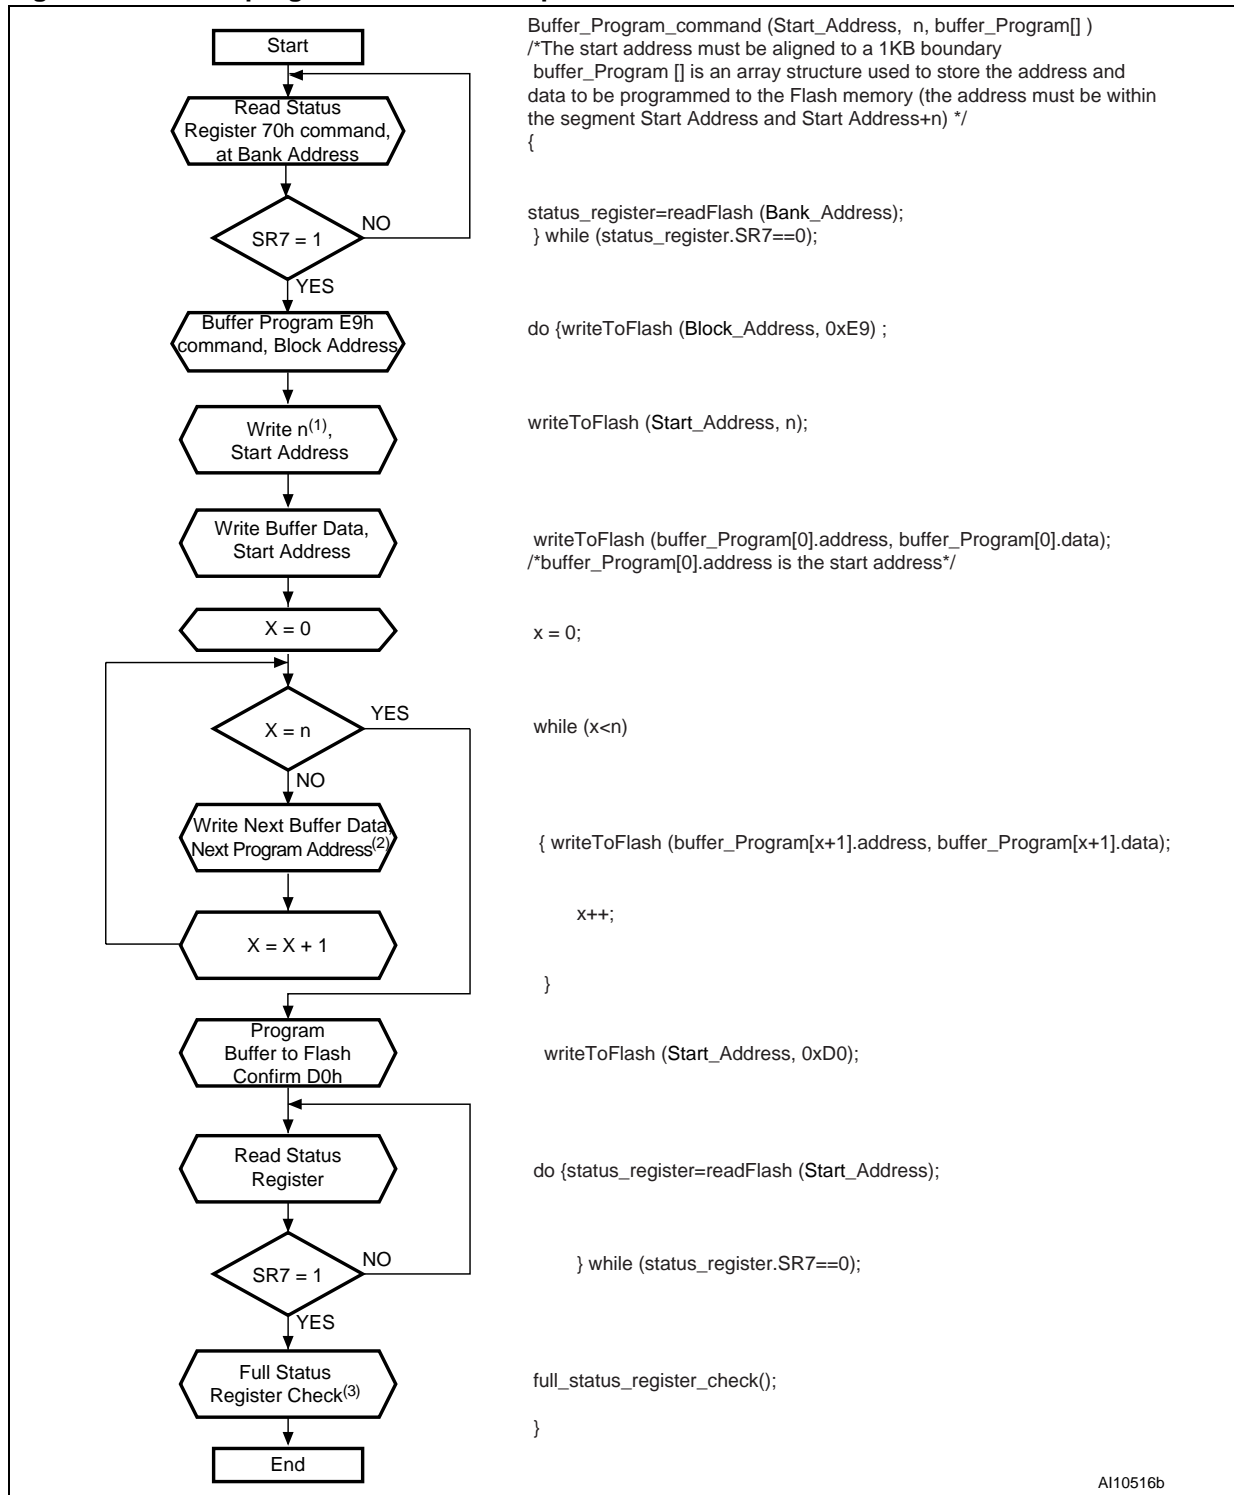 Start
Read Status
Register 70h command,
at Bank Address
SR7 = 1
NO
YES
Buffer Program E9h
command, Block Address
Write n(1),
Start Address
Write Buffer Data,
Start Address
X = 0
X = n
YES
NO
Write Next Buffer Data,
Next Program Address(2)
X = X + 1
Program
Buffer to Flash
Confirm D0h
Read Status
Register
SR7 = 1
NO
YES
Full Status
Register Check(3)
End
Buffer_Program_command (Start_Address, n, buffer_Program[] )
/*The start address must be aligned to a 1KB boundary
buffer_Program [] is an array structure used to store the address and
data to be programmed to the Flash memory (the address must be within
the segment Start Address and Start Address+n) */
{
status_register=readFlash (Bank_Address);
} while (status_register.SR7==0);
do {writeToFlash (Block_Address, 0xE9) ;
writeToFlash (Start_Address, n);
writeToFlash (buffer_Program[0].address, buffer_Program[0].data);
/*buffer_Program[0].address is the start address*/
x = 0;
while (x<n)
{ writeToFlash (buffer_Program[x+1].address, buffer_Program[x+1].data);
x++;
}
writeToFlash (Start_Address, 0xD0);
do {status_register=readFlash (Start_Address);
} while (status_register.SR7==0);
full_status_register_check();
}
AI10516b